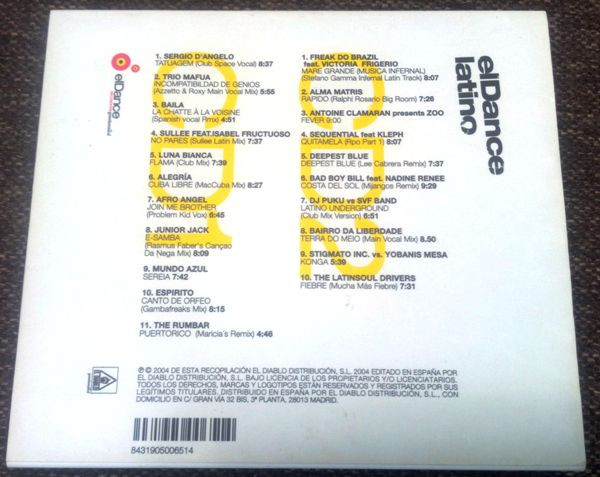 elDance
latino
elDance
1. SERGIO D'ANGELO
TATUAGEM (Club Space Vocal) 8:37
2. TRIO MAFUA
INCOMPATIBILDAD DE GENIOS
(Azzetto & Roxy Main Vocal Mix) 5:55
3. BAILA
LA CHATTE À LA VOISINE
(Spanish vocal Rmx) 4:51
4. SULLEE FEAT.ISABEL FRUCTUOSO
NO PARES (Sullee Latin Mix) 7:37
5. LUNA BIANCA
FLAMA (Club Mix) 7:39
6. ALEGRÍA
CUBA LIBRE (MacCuba Mix) 8:27
7. AFRO ANGEL
JOIN ME BROTHER
(Problem Kid Vox) 6:45
8. JUNIOR JACK
E-SAMBA
(Rasmus Faber's Cançao
Da Nega Mix) 8:09
9. MUNDO AZUL
SEREIA 7:42
10. ESPIRITO
CANTO DE ORFEO
(Gambafreaks Mix) 8:15
11. THE RUMBAR
PUERTORICO (Maricia´s Remix) 4:46
1. FREAK DO BRAZIL
feat. VICTORIA FRIGERIO
MARE GRANDE (MUSICA INFERNAL)
(Stefano Gamma Infernal Latin Track) 8:07
2. ALMA MATRIS
RÁPIDO (Ralphi Rosario Big Room) 7:26
3. ANTOINE CLAMARAN presents ZOO
FEVER 9:00
4. SEQUENTIAL feat KLEPH
QUITAMELA (Rpo Part 1) 8:07
5. DEEPEST BLUE
DEEPEST BLUE (Lee Cabrera Remix) 7:37
6. BAD BOY BILL feat. NADINE RENEE
COSTA DEL SOL (Mijangos Remix) 9:29
7. DJ PUKU vs SVF BAND
LATINO UNDERGROUND
(Club Mix Version) 6:51
8. BAIRRO DA LIBERDADE
TERRA DO MEIO (Main Vocal Mix) 8.50
9. STIGMATO INC. vs. YOBANIS MESA
KONGA 5:39
10. THE LATINSOUL DRIVERS
FIEBRE (Mucha Más Fiebre) 7:31
℗ © 2004 DE ESTA RECOPILACIÓN EL DIABLO DISTRIBUCIÓN, S.L. 2004 EDITADO EN ESPAÑA POR
EL DIABLO DISTRIBUCIÓN, S.L. BAJO LICENCIA DE LOS PROPIETARIOS Y/O LICENCIATARIOS.
TODOS LOS DERECHOS, MARCAS Y LOGOTIPOS ESTÁN RESERVADOS Y REGISTRADOS POR SUS
LEGÍTIMOS TITULARES. DISTRIBUIDO EN ESPAÑA POR EL DIABLO DISTRIBUCIÓN, S.L., CON
DOMICILIO EN C/ GRAN VÍA 32 BIS, 3ª PLANTA, 28013 MADRID.
8431905006514